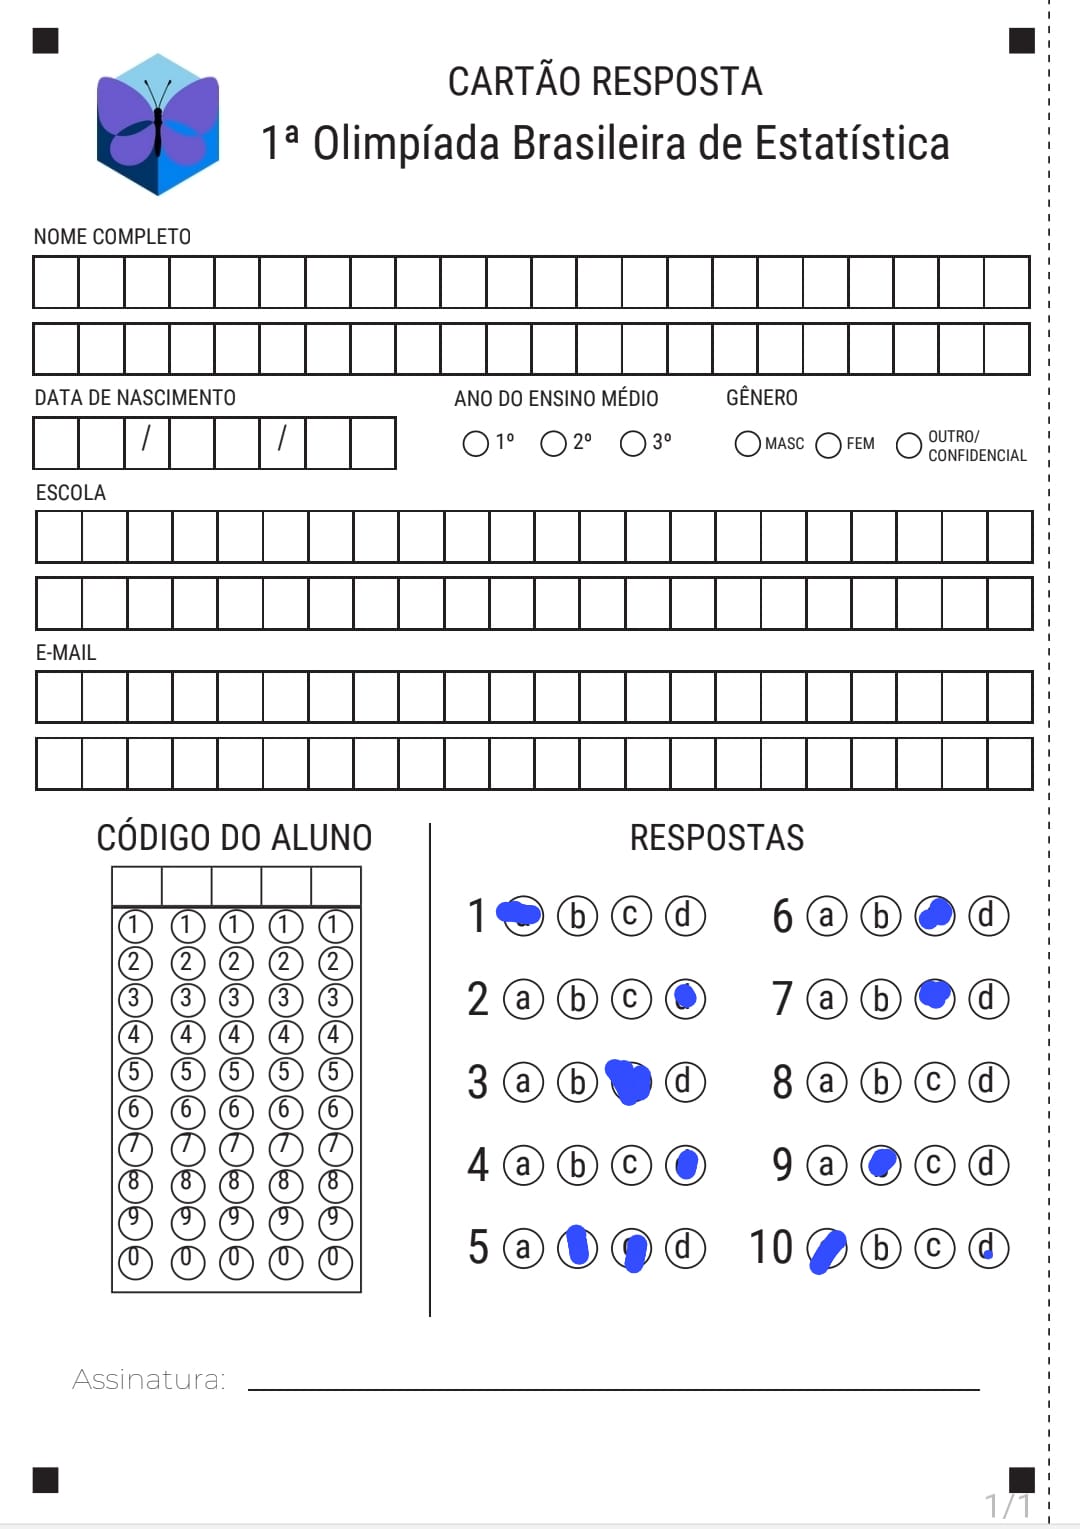 CARTÃO RESPOSTA
1ª Olimpíada Brasileira de Estatística
NOME COMPLETO
DATA DE NASCIMENTO
ANO DO ENSINO MÉDIO
GÊNERO
/ /
1º 2º 3º
MASC FEM OUTRO/
CONFIDENCIAL
ESCOLA
E-MAIL
CÓDIGO DO ALUNO
1 1 1 1 1
2 2 2 2 2
3 3 3 3 3
4 4 4 4 4
5 5 5 5 5
6 6 6 6 6
7 7 7 7 7
8 8 8 8 8
9 9 9 9 9
0 0 0 0 0
RESPOSTAS
1 b c d
2 a b c
3 a b d
4 a b c
5 a d
6 a b d
7 a b d
8 a b c d
9 a c d
10 b c d
Assinatura:
1/1